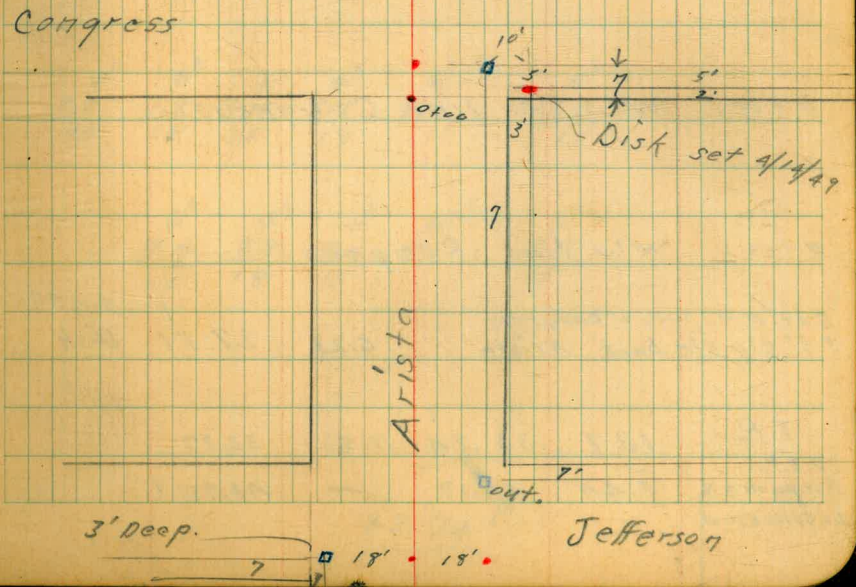 Congress
10'
5'
7
5'
2'
0+00
3'
Disk set 4/14/49
7
Arista
7'
out.
3' Deep.
Jefferson
18'
18'
7
3